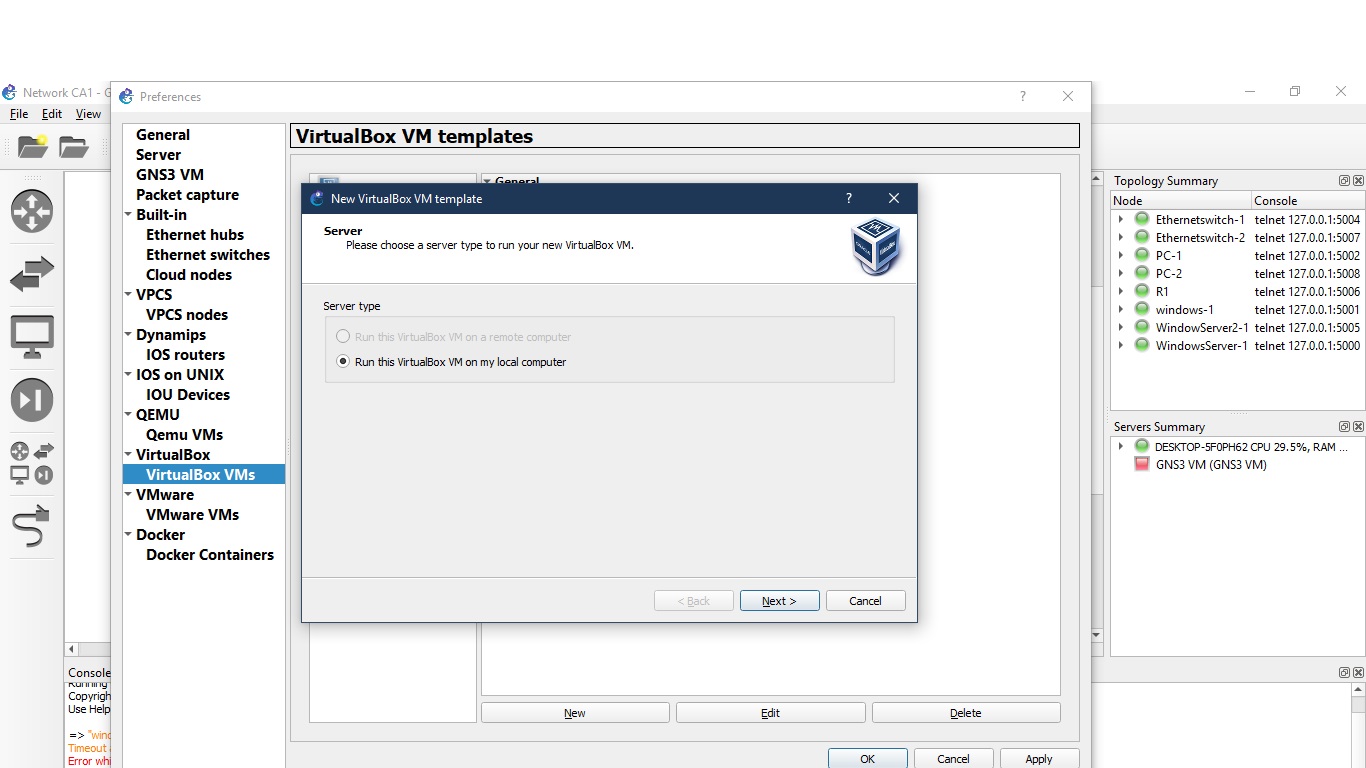 Network CA1 - G
Preferences
?
File Edit View
General
Server
GNS3 VM
Packet capture
Built-in
Ethernet hubs
Ethernet switches
Cloud nodes
VPCS
VPCS nodes
Dynamips
IOS routers
IOS on UNIX
IOU Devices
QEMU
Qemu VMs
VirtualBox
VirtualBox VMs
VMware
VMware VMs
Docker
Docker Containers
VirtualBox VM templates
General
New VirtualBox VM template
?
Server
Please choose a server type to run your new VirtualBox VM.
Server type
Run this VirtualBox VM on a remote computer
Run this VirtualBox VM on my local computer
< Back Next > Cancel
New Edit Delete
OK Cancel Apply
Topology Summary
Node Console
Ethernetswitch-1 telnet 127.0.0.1:5004
Ethernetswitch-2 telnet 127.0.0.1:5007
PC-1 telnet 127.0.0.1:5002
PC-2 telnet 127.0.0.1:5008
R1 telnet 127.0.0.1:5006
windows-1 telnet 127.0.0.1:5001
WindowServer2-1 telnet 127.0.0.1:5005
WindowsServer-1 telnet 127.0.0.1:5000
Servers Summary
DESKTOP-5F0PH62 CPU 29.5%, RAM ...
GNS3 VM (GNS3 VM)
Console
Running
Copyrigh
Use Help
=> "wind
Timeout
Error whi